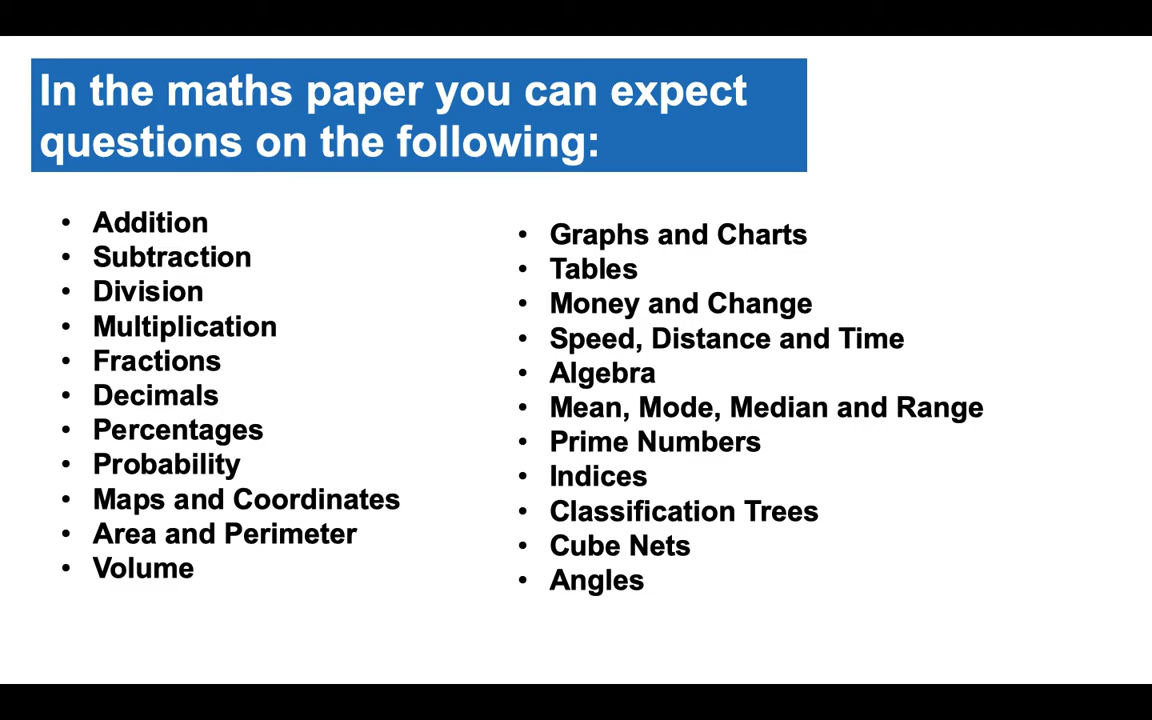 In the maths paper you can expect
questions on the following:
• Addition
• Subtraction
• Division
• Multiplication
• Fractions
• Decimals
• Percentages
• Probability
• Maps and Coordinates
• Area and Perimeter
• Volume
• Graphs and Charts
• Tables
• Money and Change
• Speed, Distance and Time
• Algebra
• Mean, Mode, Median and Range
• Prime Numbers
• Indices
• Classification Trees
• Cube Nets
• Angles